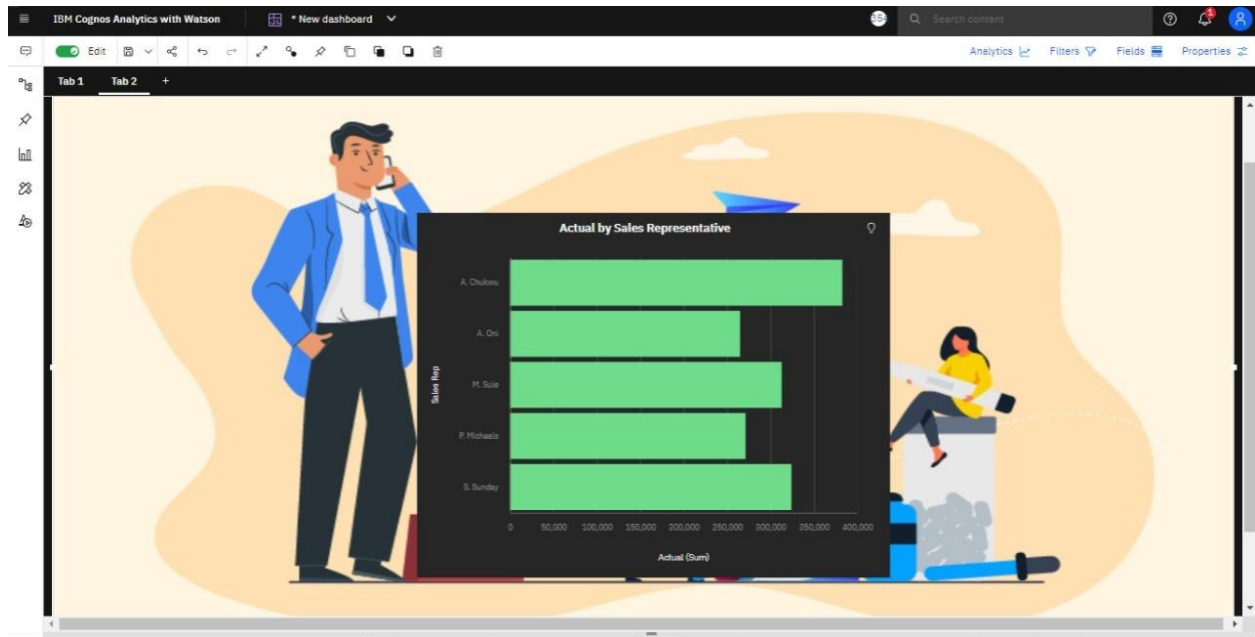 IBM Cognos Analytics with Watson
* New dashboard
Search content
1
Edit
Analytics
Filters
Fields
Properties
Tab 1
Tab 2
+
Actual by Sales Representative
Sales Rep
A. Chukwu
A. Oni
M. Sule
P. Michaels
S. Sunday
0 50,000 100,000 150,000 200,000 250,000 300,000 350,000 400,000
Actual (Sum)